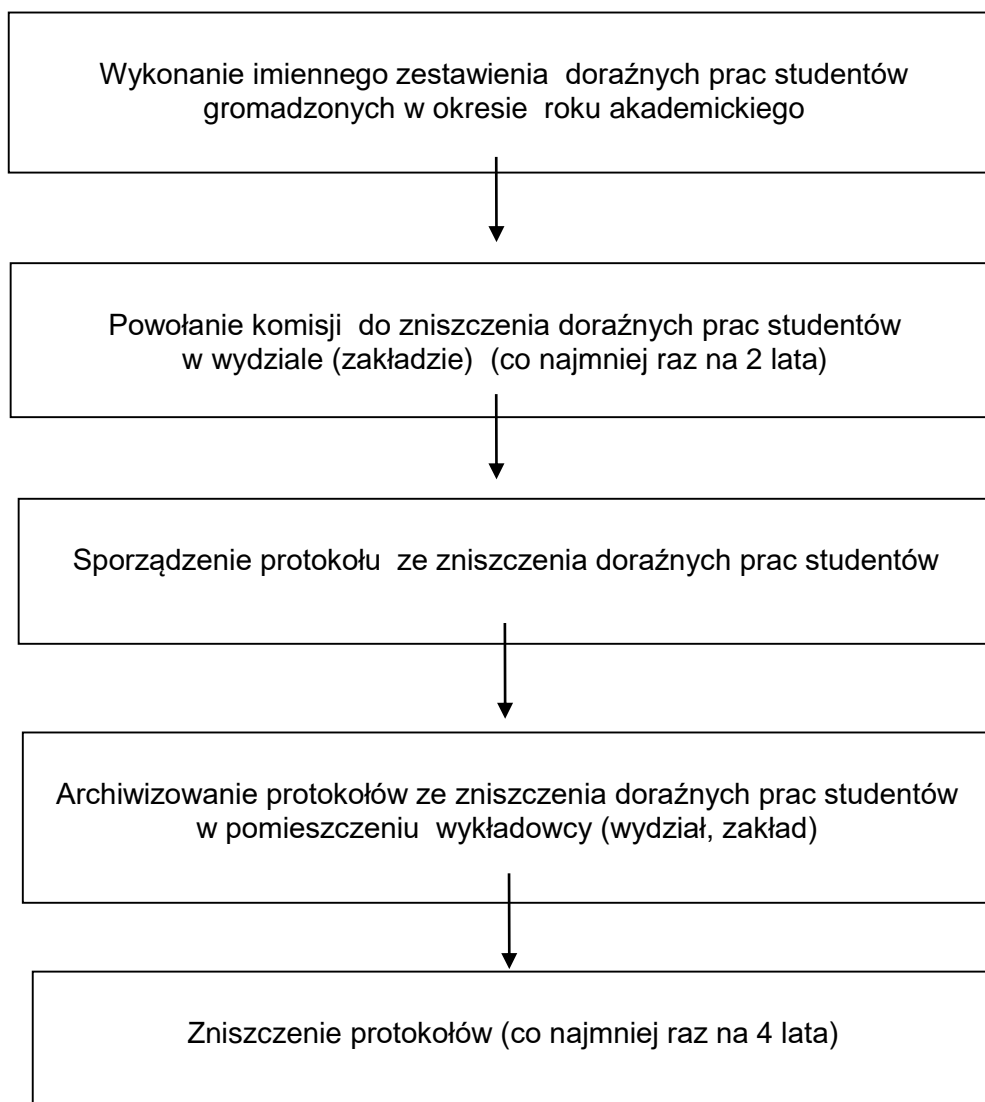 Wykonanie imiennego zestawienia doraźnych prac studentów
gromadzonych w okresie roku akademickiego
Powołanie komisji do zniszczenia doraźnych prac studentów
w wydziale (zakładzie) (co najmniej raz na 2 lata)
Sporządzenie protokołu ze zniszczenia doraźnych prac studentów
Archiwizowanie protokołów ze zniszczenia doraźnych prac studentów
w pomieszczeniu wykładowcy (wydział, zakład)
Zniszczenie protokołów (co najmniej raz na 4 lata)